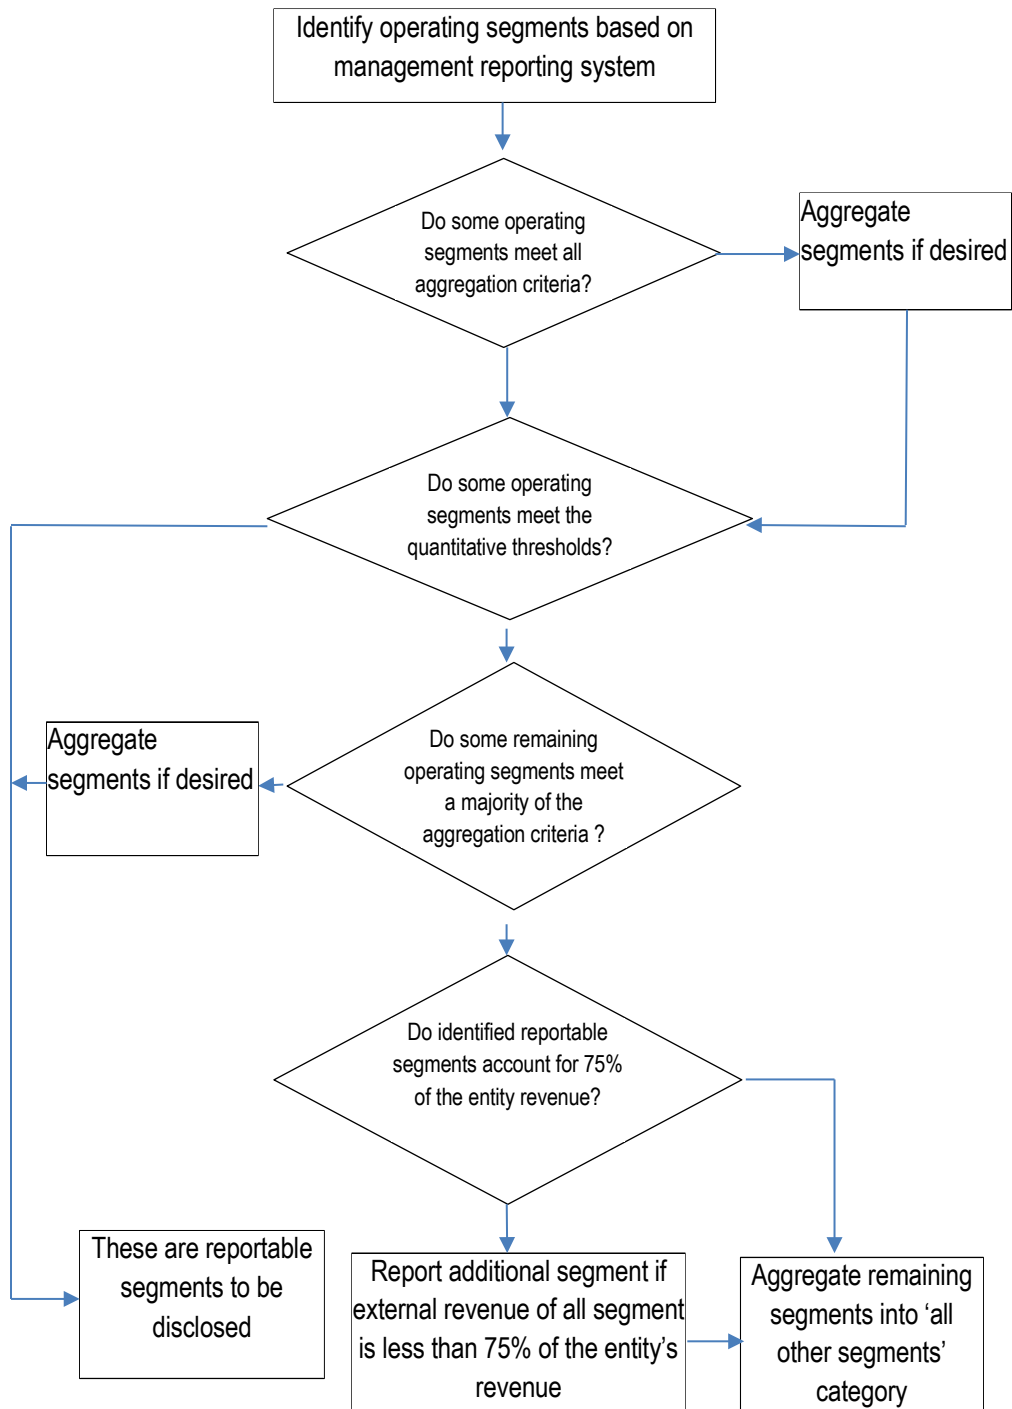 Identify operating segments based on
management reporting system
Do some operating
segments meet all
aggregation criteria?
Aggregate
segments if desired
Do some operating
segments meet the
quantitative thresholds?
Aggregate
segments if desired
Do some remaining
operating segments meet
a majority of the
aggregation criteria ?
Do identified reportable
segments account for 75%
of the entity revenue?
These are reportable
segments to be
disclosed
Report additional segment if
external revenue of all segment
is less than 75% of the entity's
revenue
Aggregate remaining
segments into ‘all
other segments’
category